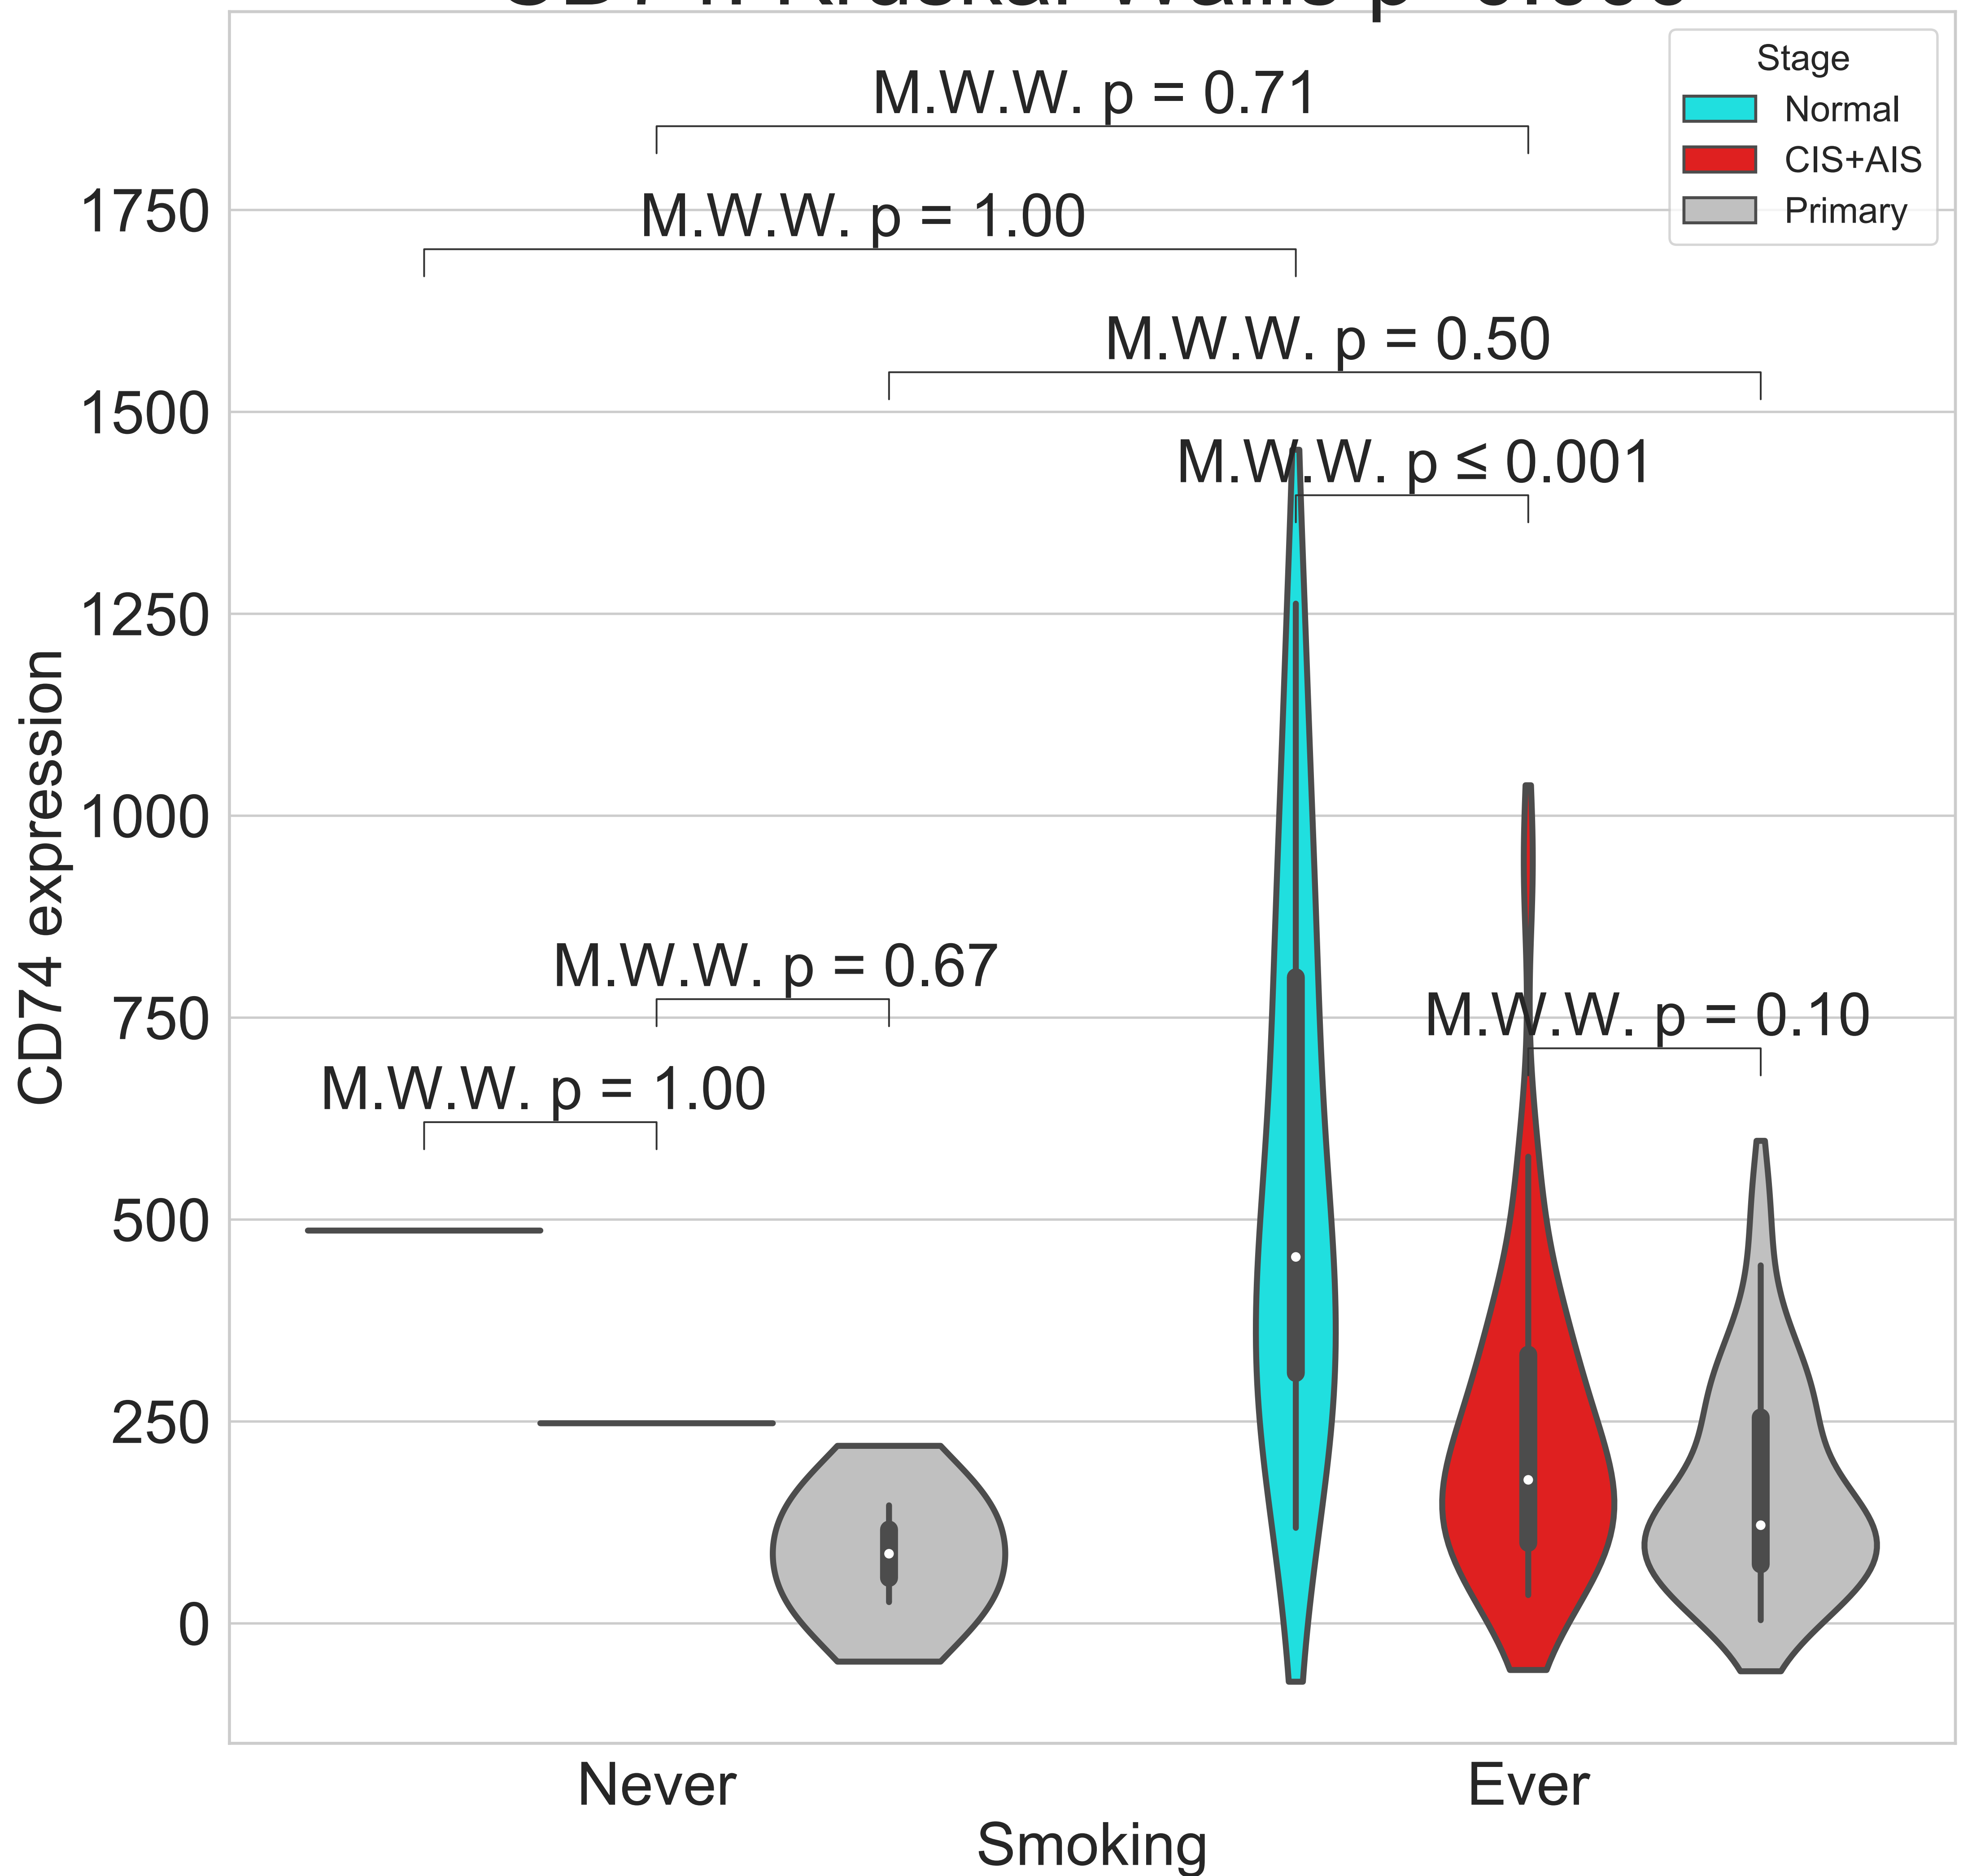 Stage
Normal
CIS+AIS
Primary
M.W.W. p = 0.71
M.W.W. p = 1.00
M.W.W. p = 0.50
M.W.W. p ≤ 0.001
M.W.W. p = 0.67
M.W.W. p = 0.10
M.W.W. p = 1.00
1750
1500
1250
1000
750
500
250
0
CD74 expression
Never
Ever
Smoking